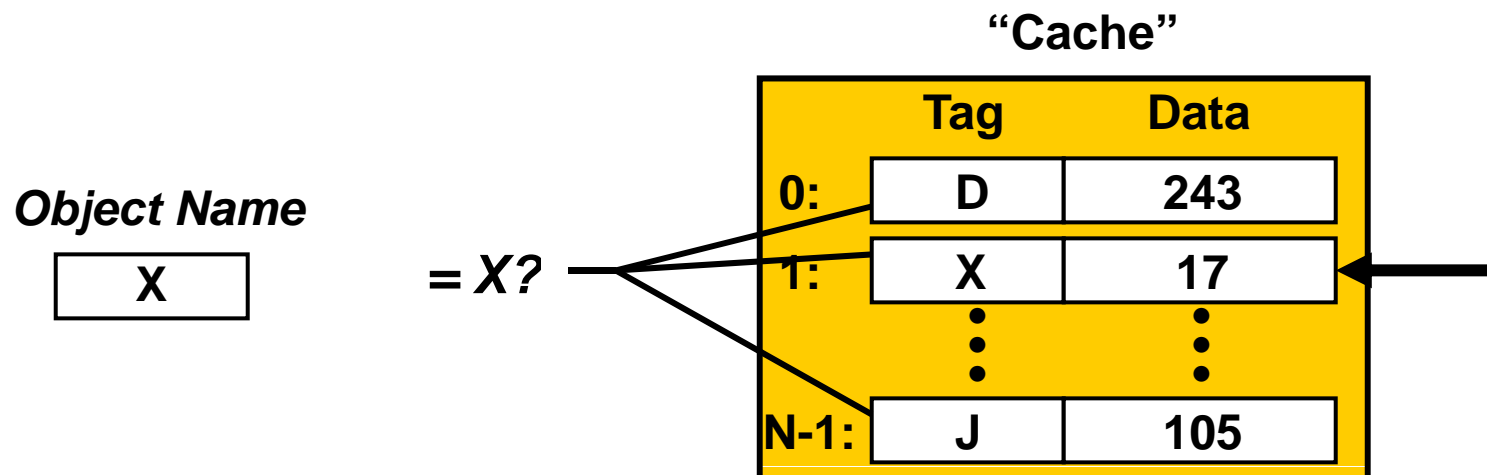 “Cache”
Tag Data
0: D 243
Object Name
X
= X?
1: X 17
N-1: J 105